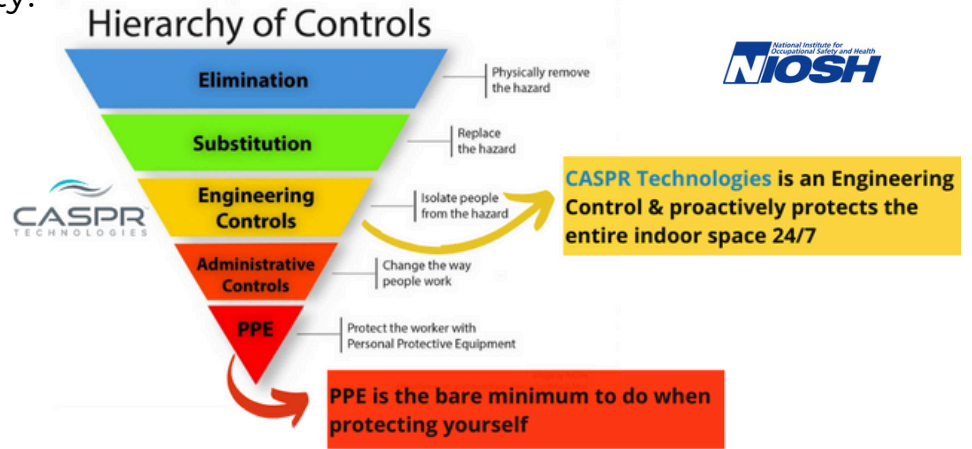 ty.
Hierarchy of Controls
National Institute for
Occupational Safety and Health
NIOSH
Elimination
Physically remove
the hazard
Substitution
Replace
the hazard
CASPR
TECHNOLOGIES
Engineering
Controls
Isolate people
from the hazard
CASPR Technologies is an Engineering
Control & proactively protects the
entire indoor space 24/7
Administrative
Controls
Change the way
people work
PPE
Protect the worker with
Personal Protective Equipment
PPE is the bare minimum to do when
protecting yourself